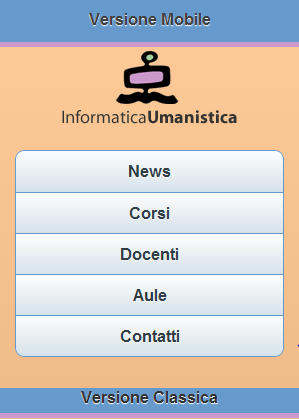 Versione Mobile
InformaticaUmanistica
News
Corsi
Docenti
Aule
Contatti
Versione Classica